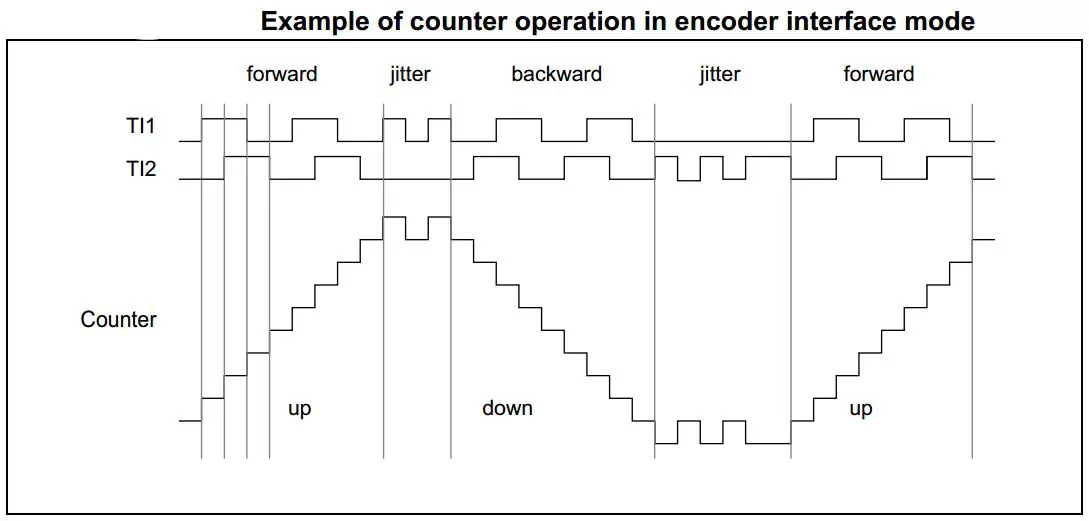 Example of counter operation in encoder interface mode
forward jitter backward jitter forward
TI1
TI2
Counter
up down up